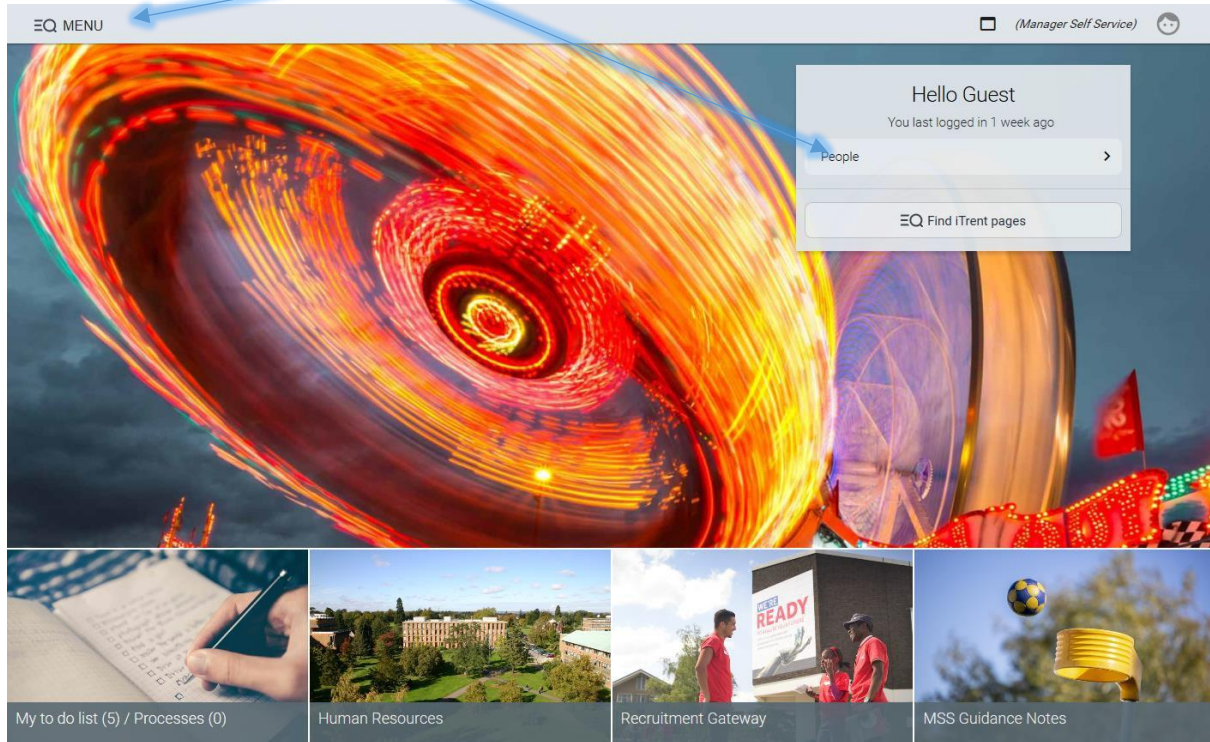 MENU
(Manager Self Service)
Hello Guest
You last logged in 1 week ago
People
Find iTrent pages
WE'RE
READY
My to do list (5) / Processes (0)
Human Resources
Recruitment Gateway
MSS Guidance Notes